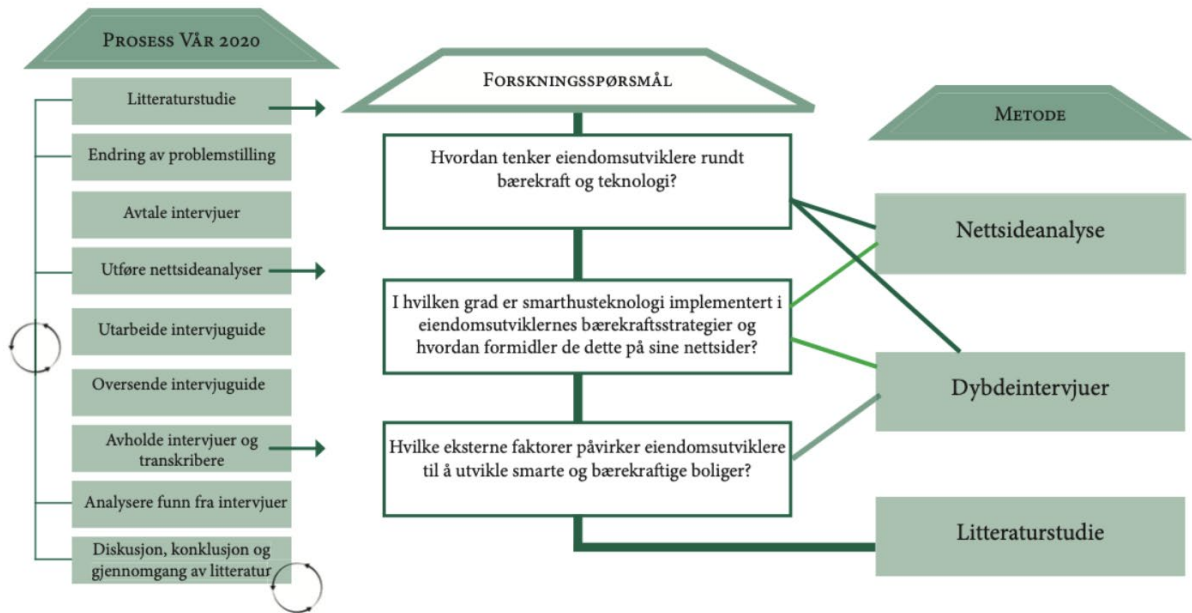 PROSESS VÅR 2020
Litteraturstudie
Endring av problemstilling
Avtale intervjuer
Utføre nettsideanalyser
Utarbeide intervjuguide
Oversende intervjuguide
Avholde intervjuer og
transkribere
Analysere funn fra intervjuer
Diskusjon, konklusjon og
gjennomgang av litteratur
FORSKNINGSSPØRSMÅL
Hvordan tenker eiendomsutviklere rundt
bærekraft og teknologi?
I hvilken grad er smarthusteknologi implementert i
eiendomsutviklernes bærekraftsstrategier og
hvordan formidler de dette på sine nettsider?
Hvilke eksterne faktorer påvirker eiendomsutviklere
til å utvikle smarte og bærekraftige boliger?
METODE
Nettsideanalyse
Dybdeintervjuer
Litteraturstudie